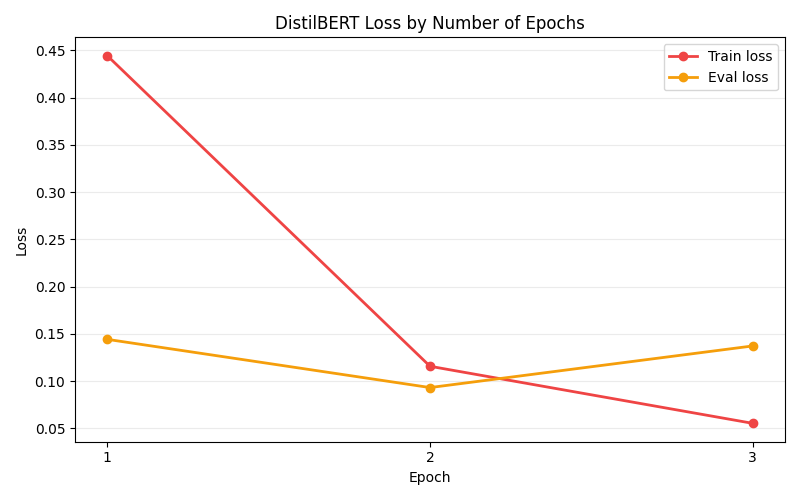 DistilBERT Loss by Number of Epochs
Train loss
Eval loss
0.45
0.40
0.35
0.30
0.25
0.20
0.15
0.10
0.05
Loss
1
2
3
Epoch